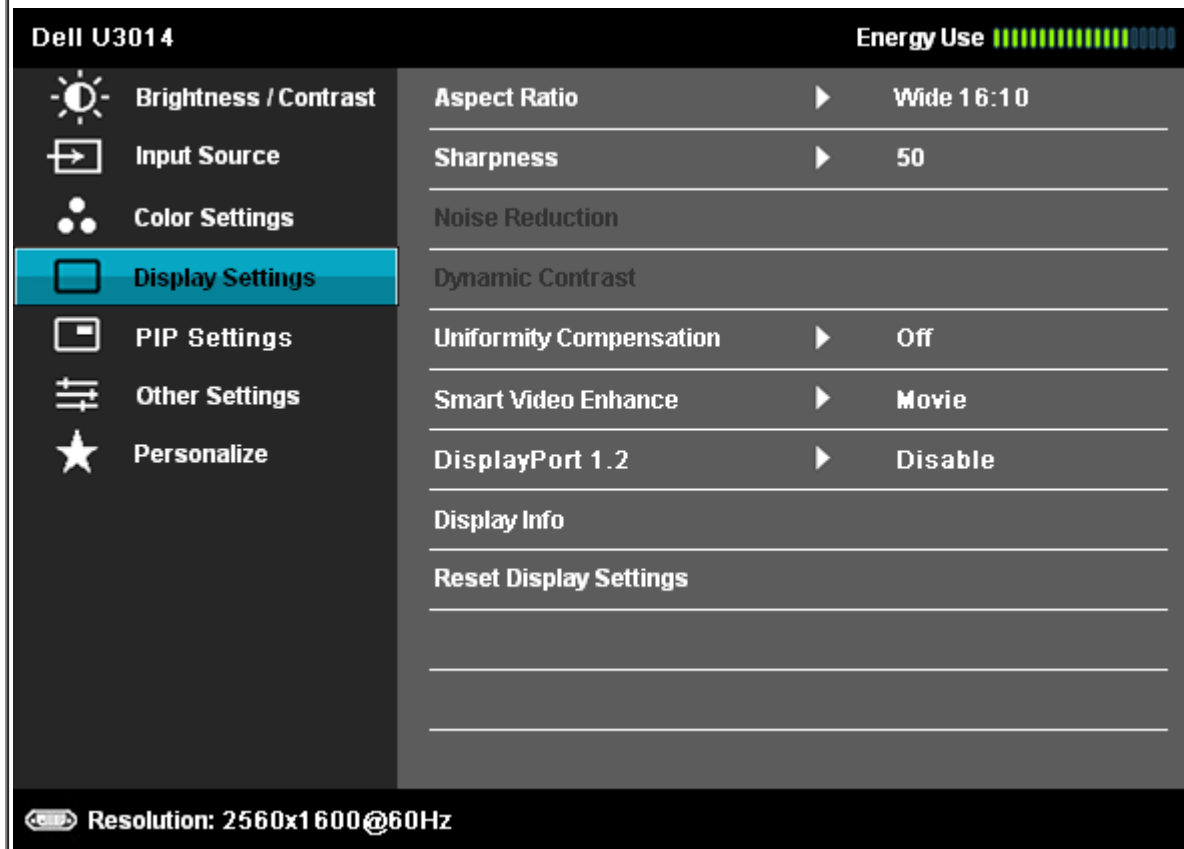 Dell U3014 Energy Use
Brightness / Contrast
Input Source
Color Settings
Display Settings
PIP Settings
Other Settings
Personalize
Aspect Ratio Wide 16:10
Sharpness 50
Noise Reduction
Dynamic Contrast
Uniformity Compensation Off
Smart Video Enhance Movie
DisplayPort 1.2 Disable
Display Info
Reset Display Settings
Resolution: 2560x1600@60Hz